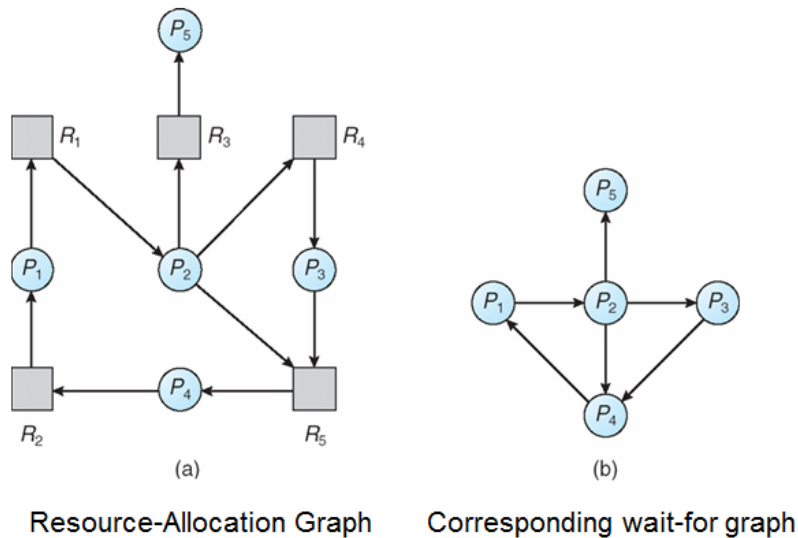 P5
R1
R3
R4
P1
P2
P3
P4
R2
R5
(a)
P5
P1
P2
P3
P4
(b)
Resource-Allocation Graph
Corresponding wait-for graph